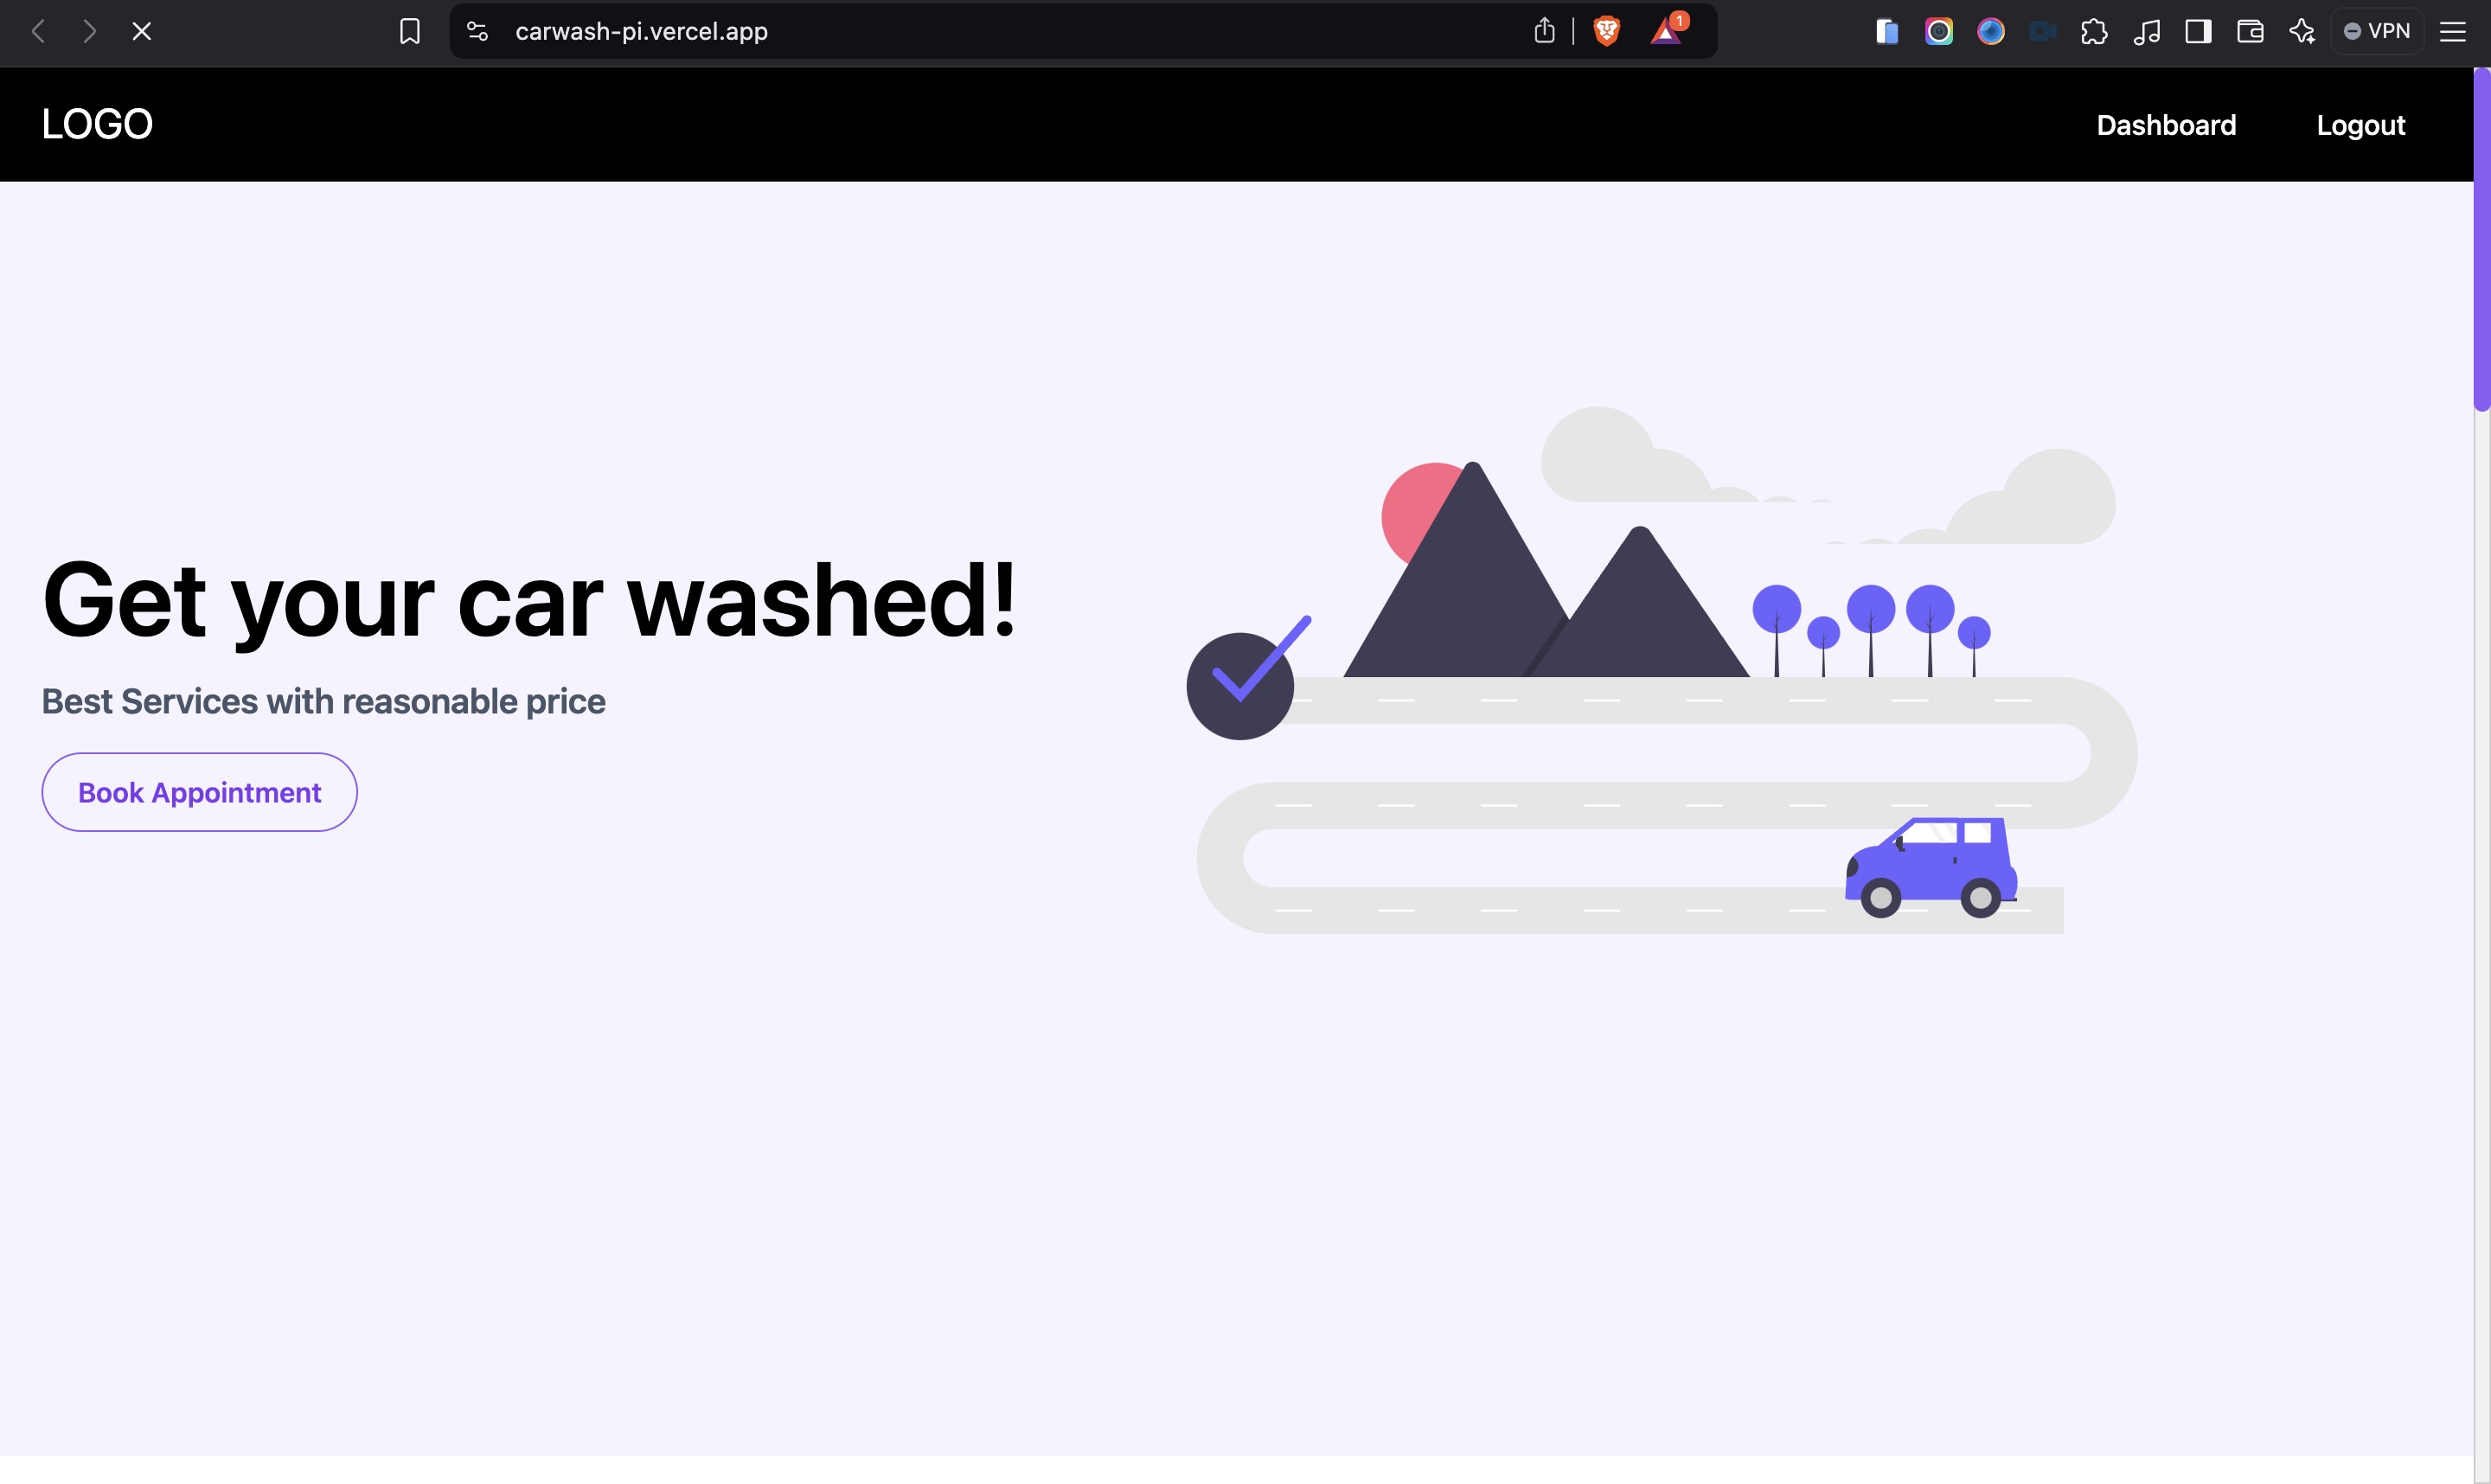 carwash-pi.vercel.app
1
VPN
LOGO
Dashboard
Logout
Get your car washed!
Best Services with reasonable price
Book Appointment